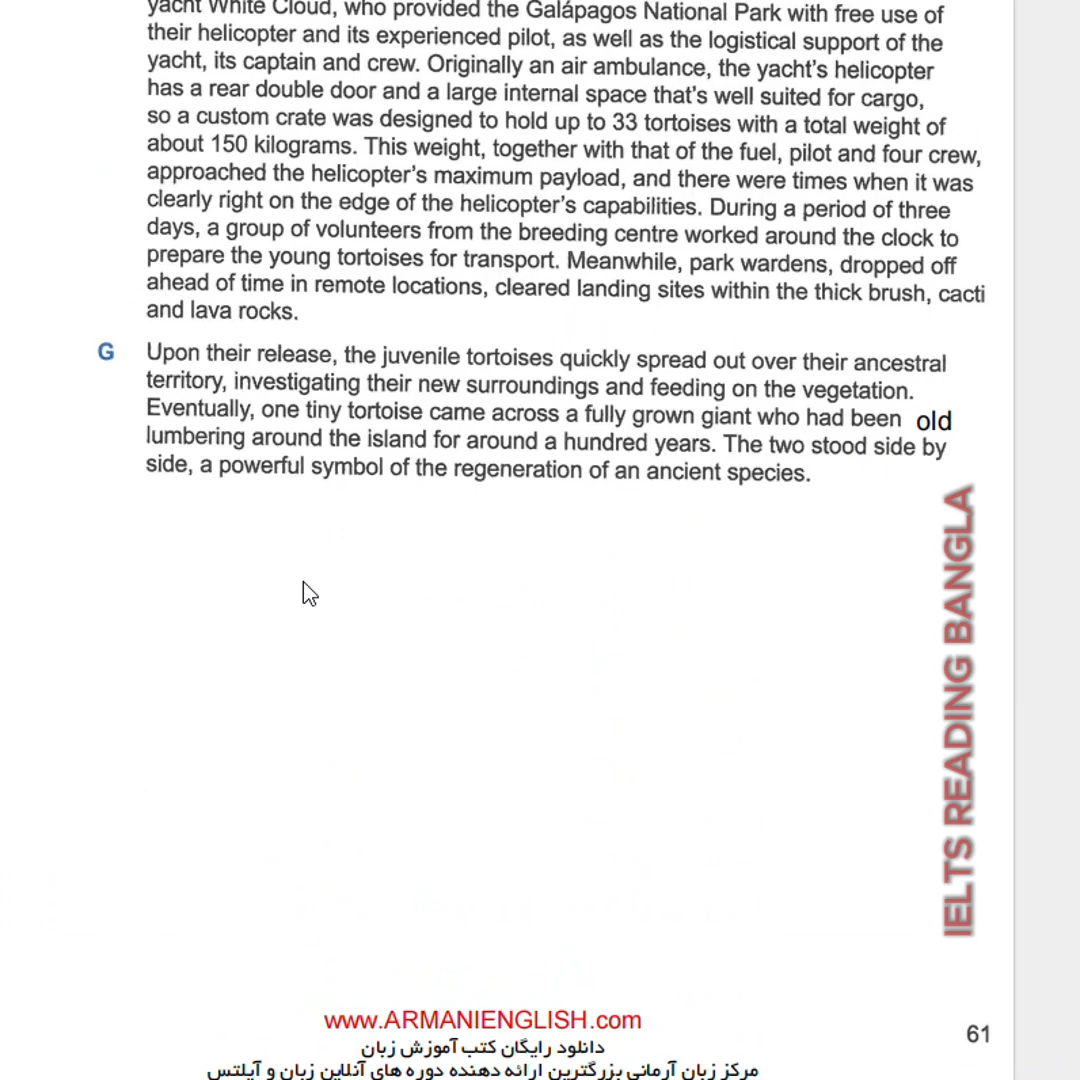 yacht White Cloud, who provided the Galápagos National Park with free use of
their helicopter and its experienced pilot, as well as the logistical support of the
yacht, its captain and crew. Originally an air ambulance, the yacht's helicopter
has a rear double door and a large internal space that's well suited for cargo,
so a custom crate was designed to hold up to 33 tortoises with a total weight of
about 150 kilograms. This weight, together with that of the fuel, pilot and four crew,
approached the helicopter's maximum payload, and there were times when it was
clearly right on the edge of the helicopter's capabilities. During a period of three
days, a group of volunteers from the breeding centre worked around the clock to
prepare the young tortoises for transport. Meanwhile, park wardens, dropped off
ahead of time in remote locations, cleared landing sites within the thick brush, cacti
and lava rocks.
G Upon their release, the juvenile tortoises quickly spread out over their ancestral
territory, investigating their new surroundings and feeding on the vegetation.
Eventually, one tiny tortoise came across a fully grown giant who had been old
lumbering around the island for around a hundred years. The two stood side by
side, a powerful symbol of the regeneration of an ancient species.
IELTS READING BANGLA
www.ARMANIENGLISH.com
دانلود رایگان کتب آموزش زبان
61
مرکز زبان آرمانی بزرگترین ارائه دهنده دوره های آنلاین زبان و آیلتس